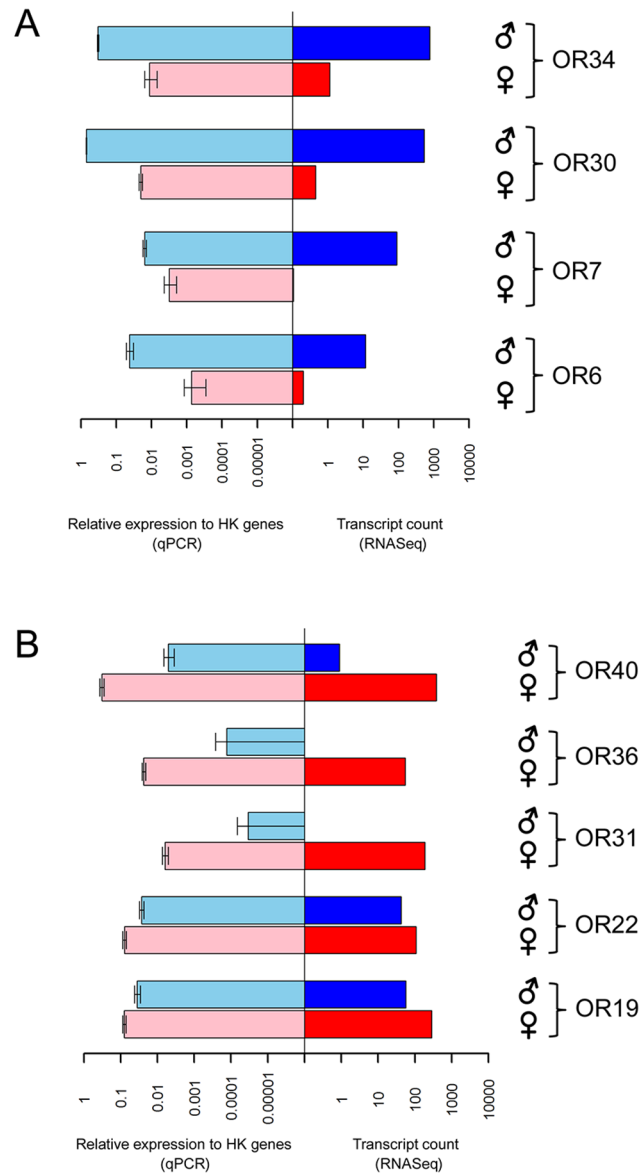 A
♂
♀
OR34
♂
♀
OR30
♂
♀
OR7
♂
♀
OR6
1 0.1 0.01 0.001 0.0001 0.00001 1 10 100 1000 10000
Relative expression to HK genes
(qPCR)
Transcript count
(RNASeq)
B
♂
♀
OR40
♂
♀
OR36
♂
♀
OR31
♂
♀
OR22
♂
♀
OR19
1 0.1 0.01 0.001 0.0001 0.00001 1 10 100 1000 10000
Relative expression to HK genes
(qPCR)
Transcript count
(RNASeq)